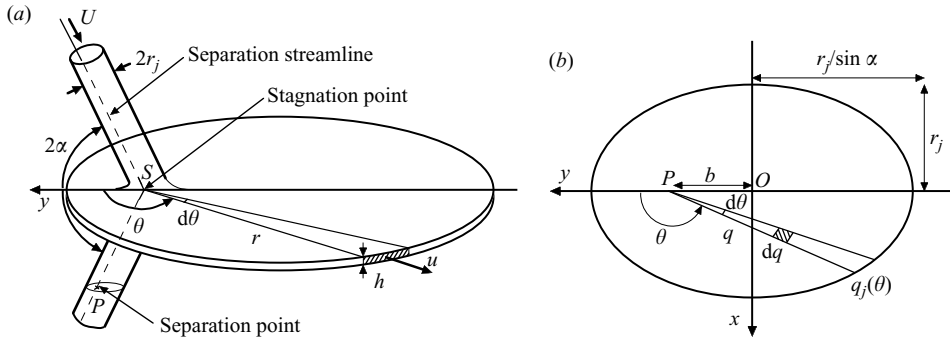 (a)
U
2r_j
Separation streamline
Stagnation point
2α
S
y
θ
dθ
r
h
u
P
Separation point
(b)
r_j/sin α
r_j
y
P
b
O
dθ
θ
q
dq
q_j(θ)
x